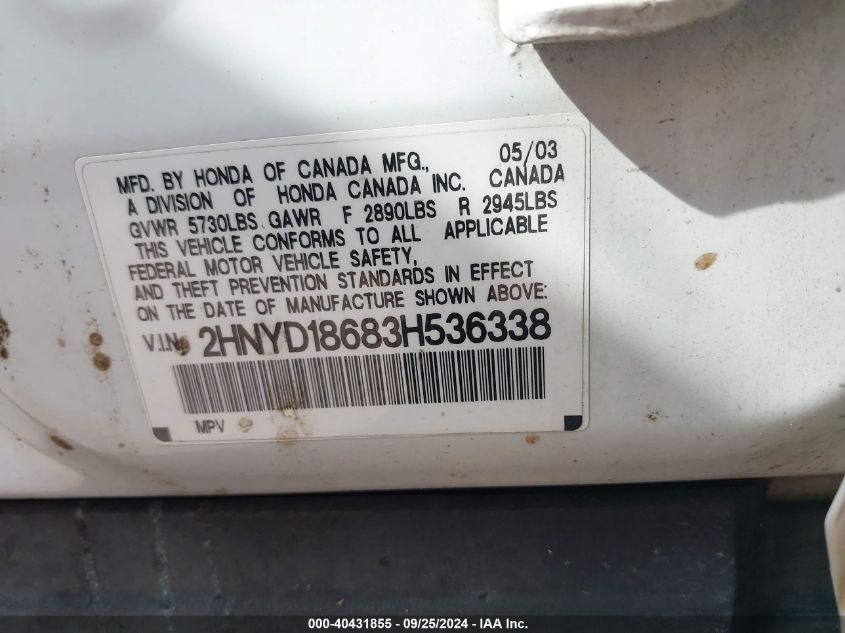 MFD. BY HONDA OF CANADA MFG., 05/03
A DIVISION OF HONDA CANADA INC. CANADA
GVWR 5730LBS GAWR F 2890LBS R 2945LBS
THIS VEHICLE CONFORMS TO ALL APPLICABLE
FEDERAL MOTOR VEHICLE SAFETY,
AND THEFT PREVENTION STANDARDS IN EFFECT
ON THE DATE OF MANUFACTURE SHOWN ABOVE:
V.I.N. 2HNYD18683H536338
MPV
000-40431855 - 09/25/2024 - IAA Inc.